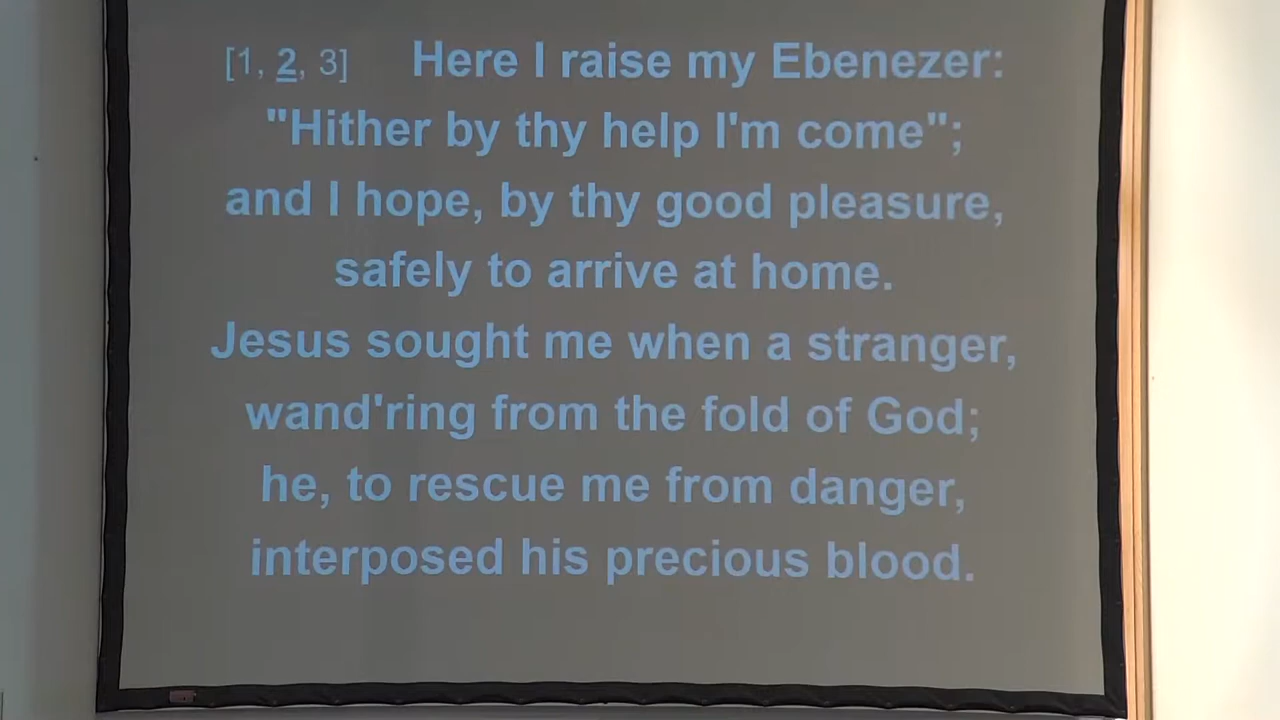 [1, 2, 3] Here I raise my Ebenezer:
"Hither by thy help I'm come";
and I hope, by thy good pleasure,
safely to arrive at home.
Jesus sought me when a stranger,
wand'ring from the fold of God;
he, to rescue me from danger,
interposed his precious blood.